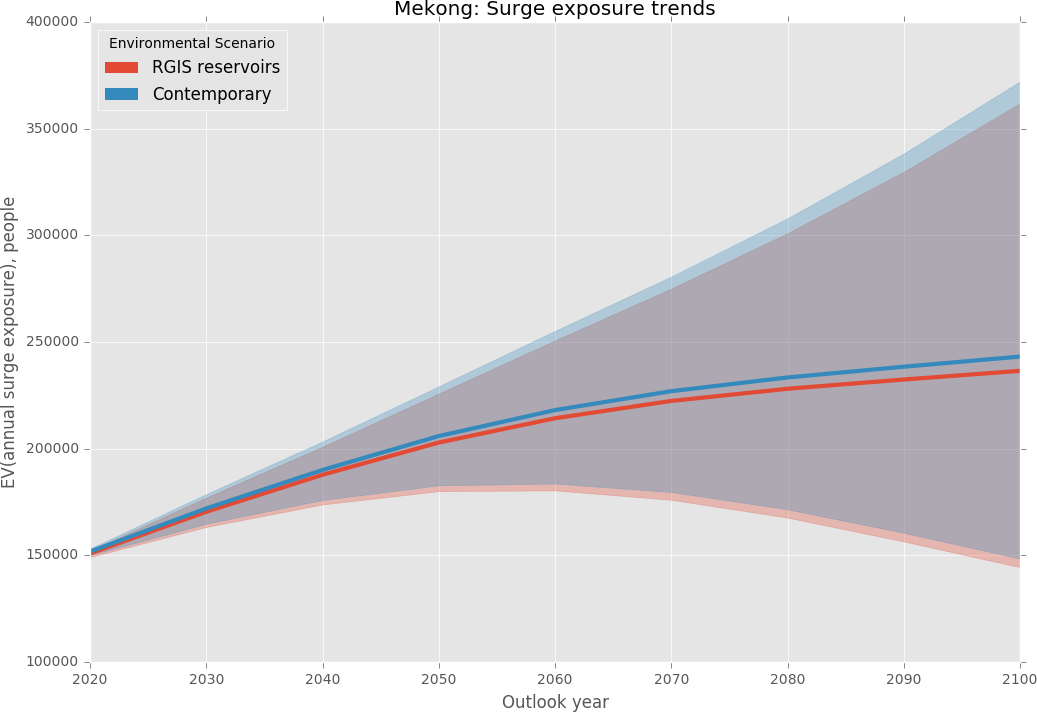 Mekong: Surge exposure trends
Environmental Scenario
RGIS reservoirs
Contemporary
EV(annual surge exposure), people
400000
350000
300000
250000
200000
150000
100000
2020 2030 2040 2050 2060 2070 2080 2090 2100
Outlook year